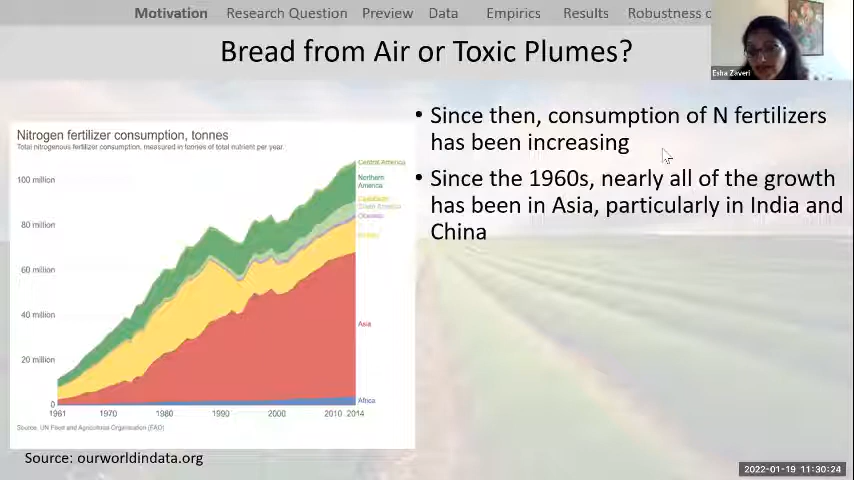 Motivation Research Question Preview Data Empirics Results Robustness
Bread from Air or Toxic Plumes?
Esha Zaveri
• Since then, consumption of N fertilizers
has been increasing
• Since the 1960s, nearly all of the growth
has been in Asia, particularly in India and
China
Nitrogen fertilizer consumption, tonnes
Total nitrogenous fertilizer consumption, measured in tonnes of total nutrient per year.
100 million
80 million
60 million
40 million
20 million
0
Central America
Northern
America
Caribbean
South America
Oceania
Asia
Africa
1961 1970 1980 1990 2000 2010 2014
Source: UN Food and Agricultural Organisation (FAO)
Source: ourworldindata.org
2022-01-19 11:30:24